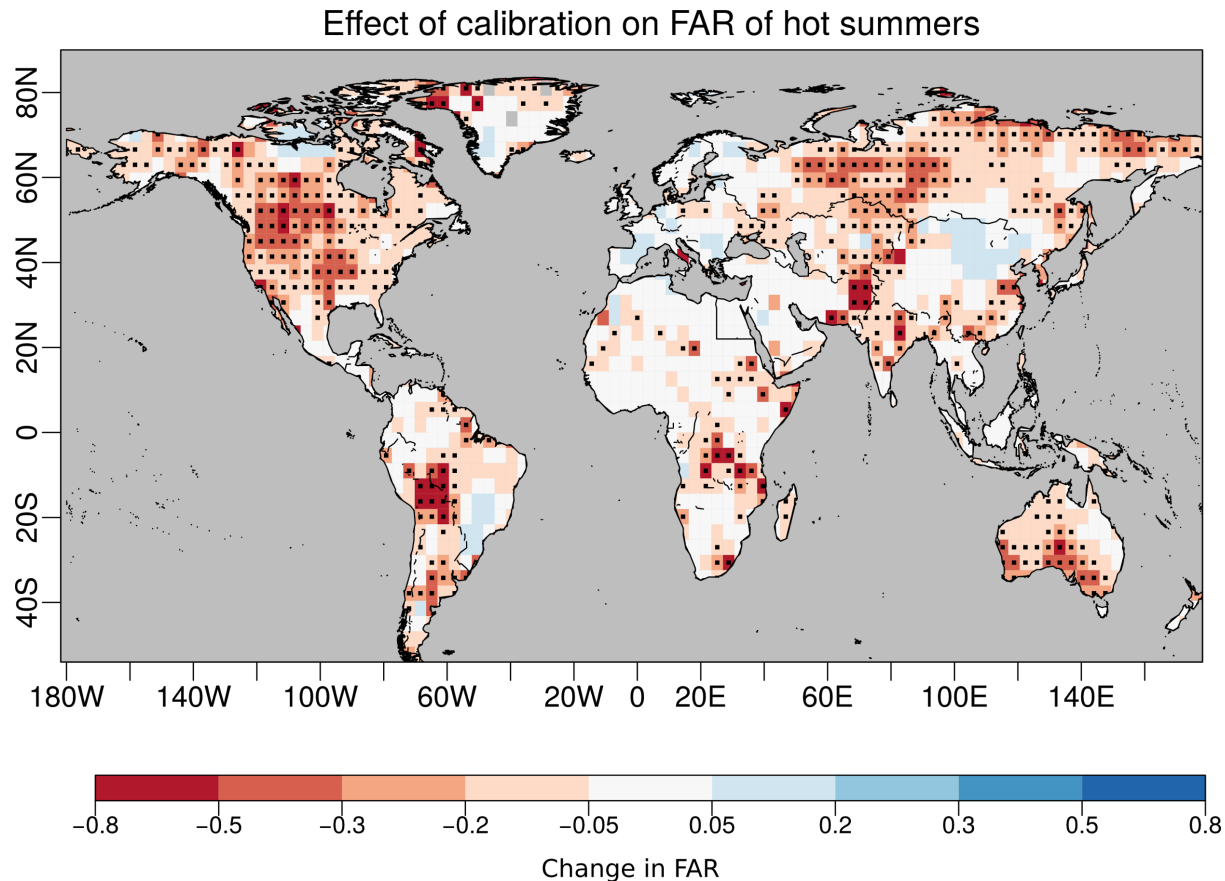 Effect of calibration on FAR of hot summers
80N
60N
40N
20N
0
20S
40S
180W 140W 100W 60W 20W 0 20E 60E 100E 140E
−0.8 −0.5 −0.3 −0.2 −0.05 0.05 0.2 0.3 0.5 0.8
Change in FAR